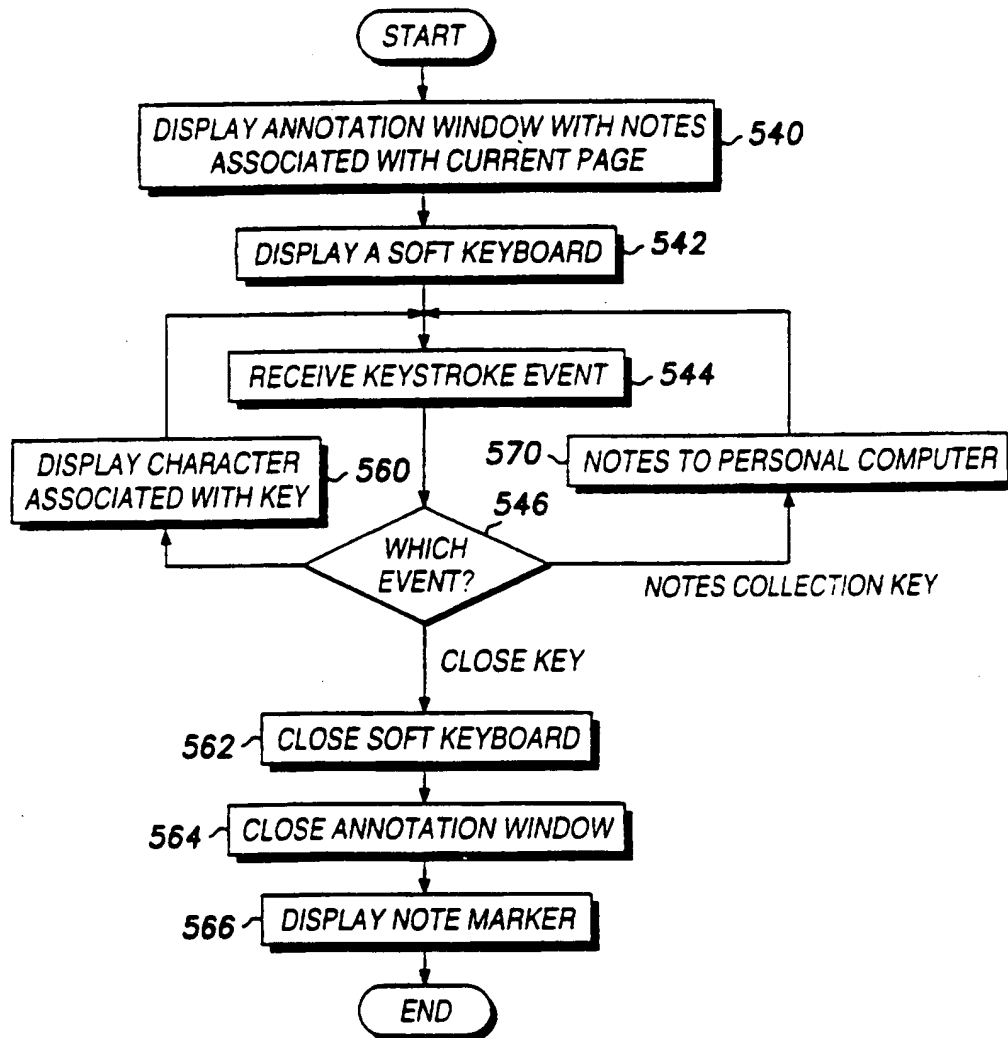 START
DISPLAY ANNOTATION WINDOW WITH NOTES
ASSOCIATED WITH CURRENT PAGE
540
DISPLAY A SOFT KEYBOARD
542
RECEIVE KEYSTROKE EVENT
544
DISPLAY CHARACTER
ASSOCIATED WITH KEY
560
570
NOTES TO PERSONAL COMPUTER
546
WHICH
EVENT?
NOTES COLLECTION KEY
CLOSE KEY
562
CLOSE SOFT KEYBOARD
564
CLOSE ANNOTATION WINDOW
566
DISPLAY NOTE MARKER
END